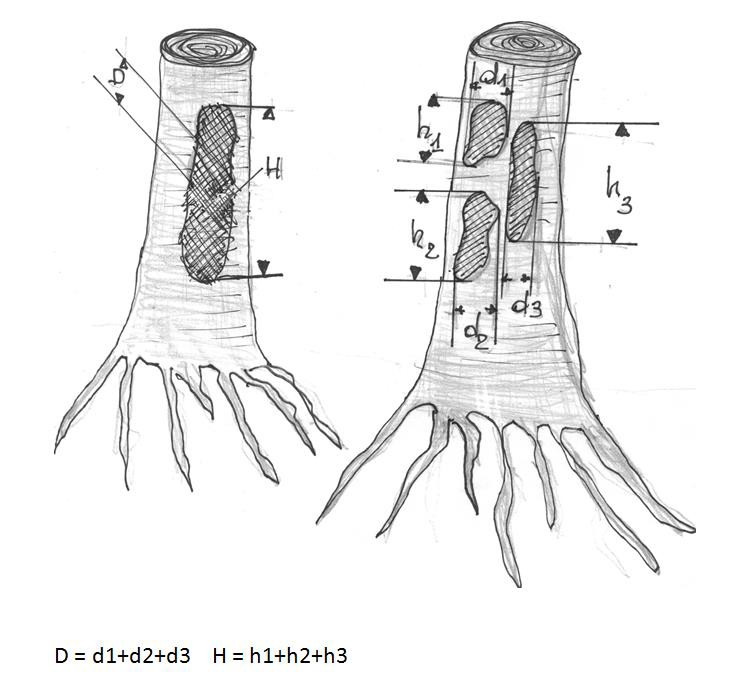 D
H
d1
h1
h2
h3
d2
d3
D = d1+d2+d3 H = h1+h2+h3